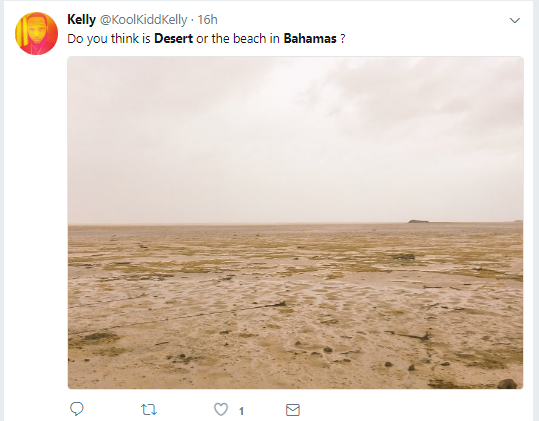 Kelly @KoolKiddKelly · 16h
Do you think is Desert or the beach in Bahamas ?
1